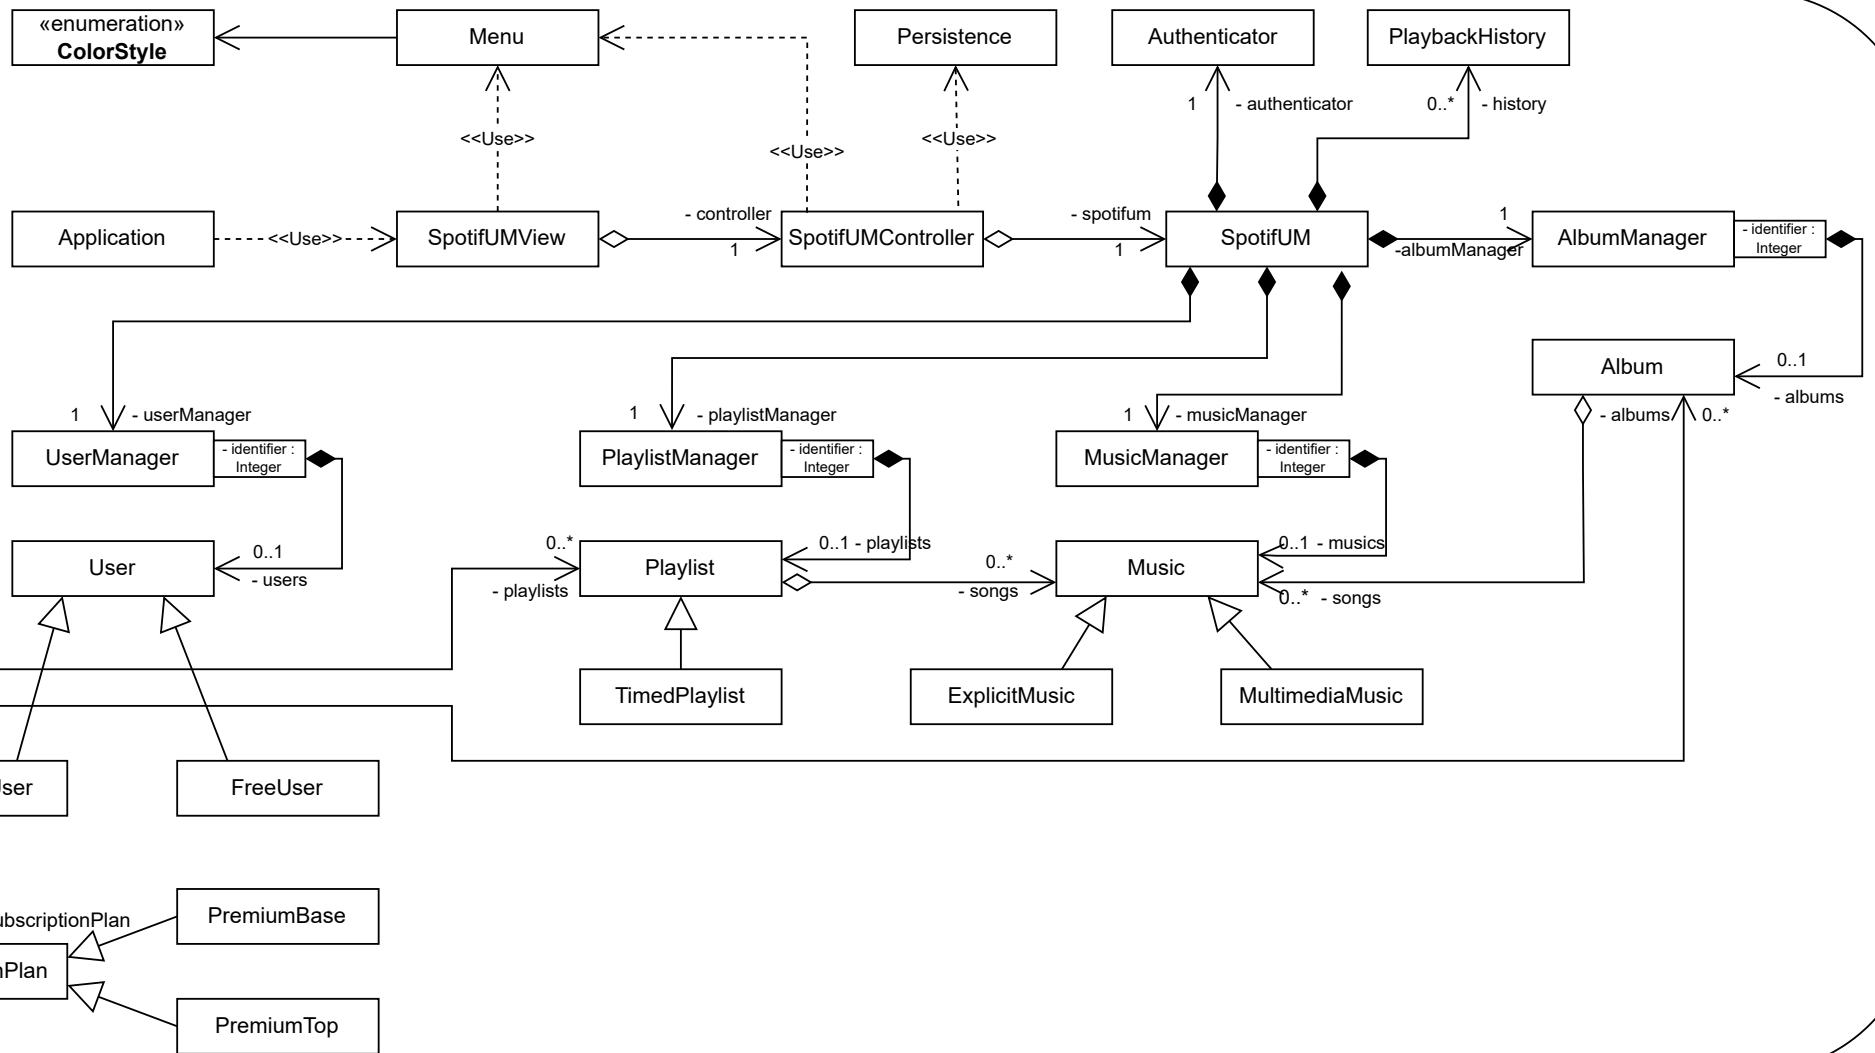 «enumeration»
ColorStyle
Menu
Persistence
Authenticator
PlaybackHistory
1
- authenticator
0..*
- history
<<Use>>
<<Use>>
<<Use>>
Application
<<Use>>
SpotifUMView
- controller
1
SpotifUMController
- spotifum
1
SpotifUM
1
-albumManager
AlbumManager
- identifier :
Integer
Album
0..1
- albums
1
- userManager
1
- playlistManager
1
- musicManager
- albums
0..*
UserManager
- identifier :
Integer
PlaylistManager
- identifier :
Integer
MusicManager
- identifier :
Integer
User
0..1
- users
0..*
- playlists
Playlist
0..1 - playlists
0..*
- songs
Music
0..1 - musics
0..* - songs
TimedPlaylist
ExplicitMusic
MultimediaMusic
ser
FreeUser
ubscriptionPlan
PremiumBase
nPlan
PremiumTop